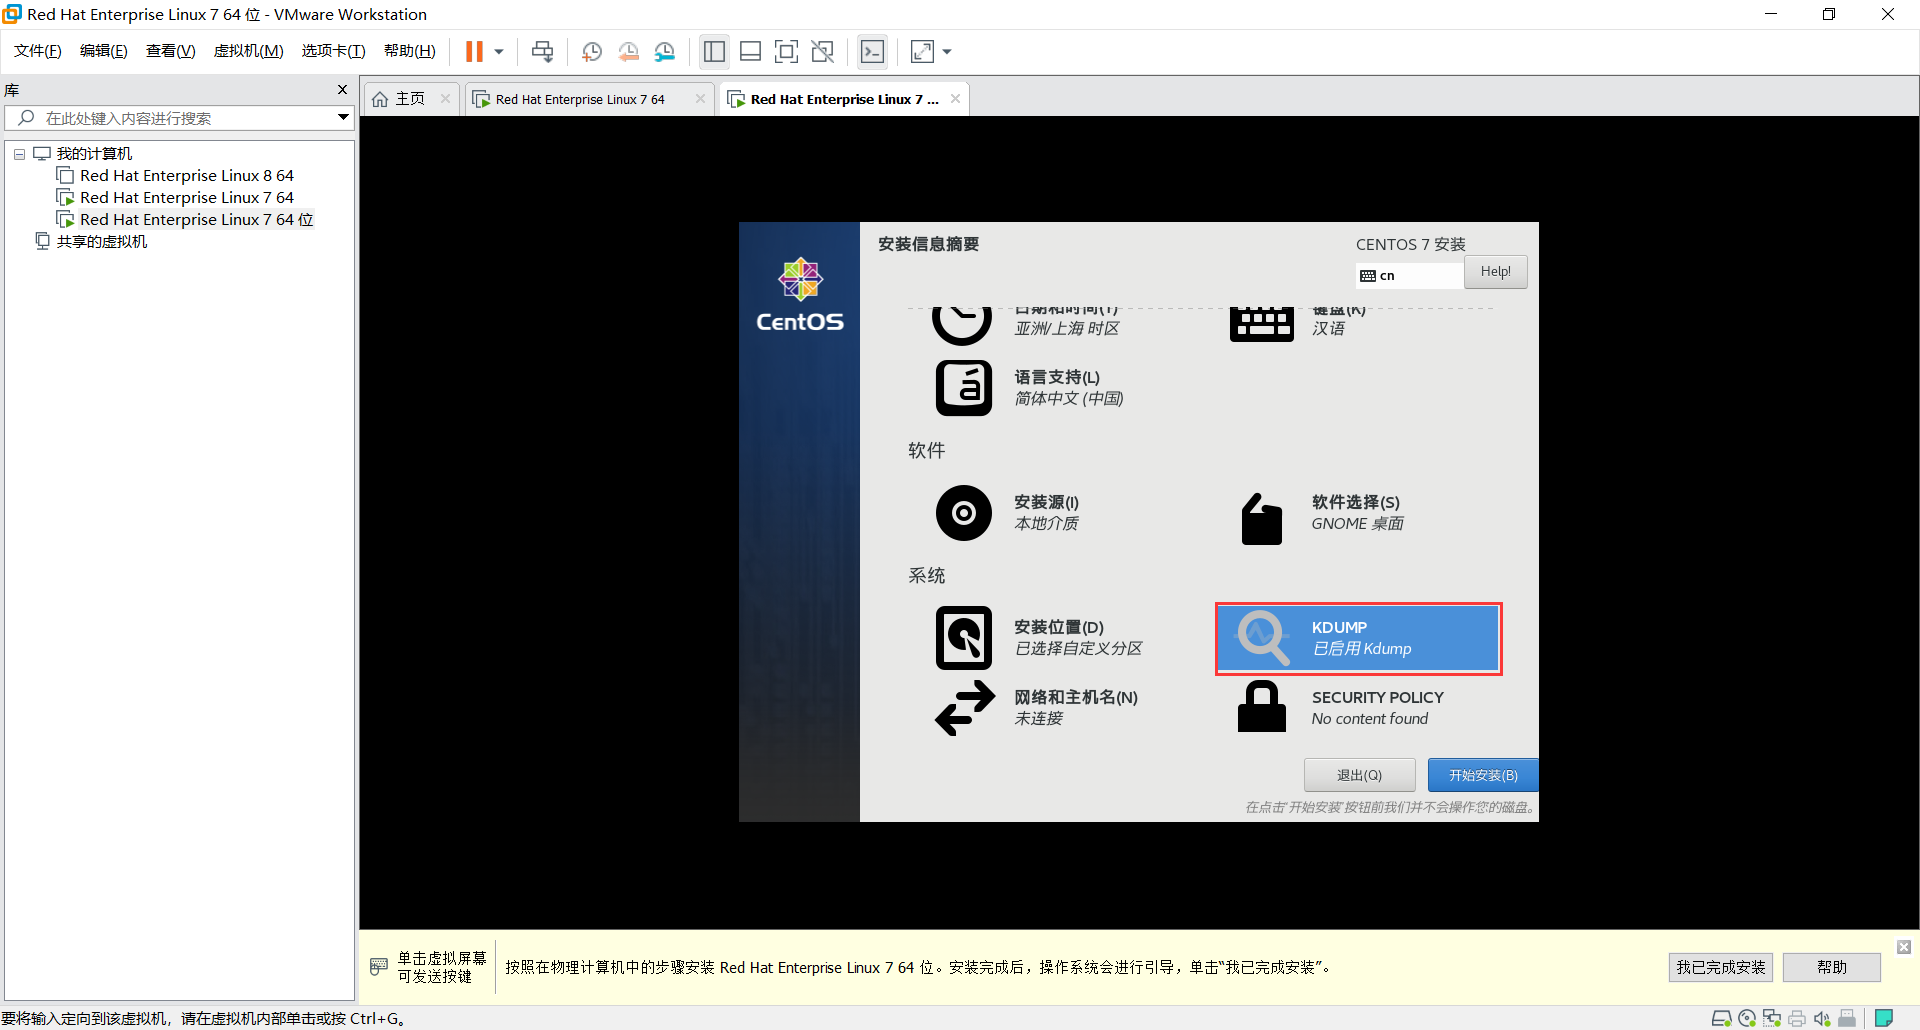 Red Hat Enterprise Linux 7 64 位 - VMware Workstation
文件(F) 编辑(E) 查看(V) 虚拟机(M) 选项卡(T) 帮助(H)
库
在此处键入内容进行搜索
我的计算机
Red Hat Enterprise Linux 8 64
Red Hat Enterprise Linux 7 64
Red Hat Enterprise Linux 7 64 位
共享的虚拟机
主页
Red Hat Enterprise Linux 7 64
Red Hat Enterprise Linux 7 ...
CentOS
安装信息摘要
CENTOS 7 安装
cn
Help!
日期和时间(T)
亚洲/上海 时区
键盘(K)
汉语
语言支持(L)
简体中文 (中国)
软件
安装源(I)
本地介质
软件选择(S)
GNOME 桌面
系统
安装位置(D)
已选择自定义分区
KDUMP
已启用 Kdump
网络和主机名(N)
未连接
SECURITY POLICY
No content found
退出(Q)
开始安装(B)
在点击'开始安装'按钮前我们并不会操作您的磁盘。
单击虚拟屏幕
可发送按键
按照在物理计算机中的步骤安装 Red Hat Enterprise Linux 7 64 位。安装完成后，操作系统会进行引导，单击“我已完成安装”。
我已完成安装
帮助
要将输入定向到该虚拟机，请在虚拟机内部单击或按 Ctrl+G。